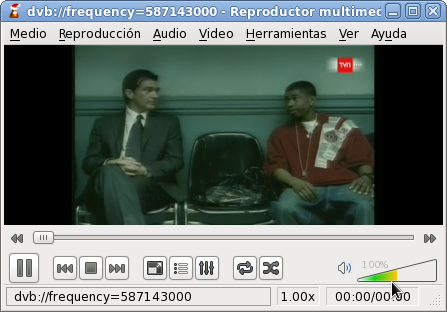 dvb://frequency=587143000 - Reproductor multimec
Medio Reproducción Audio Video Herramientas Ver Ayuda
TVN
100%
dvb://frequency=587143000 1.00x 00:00/00:00